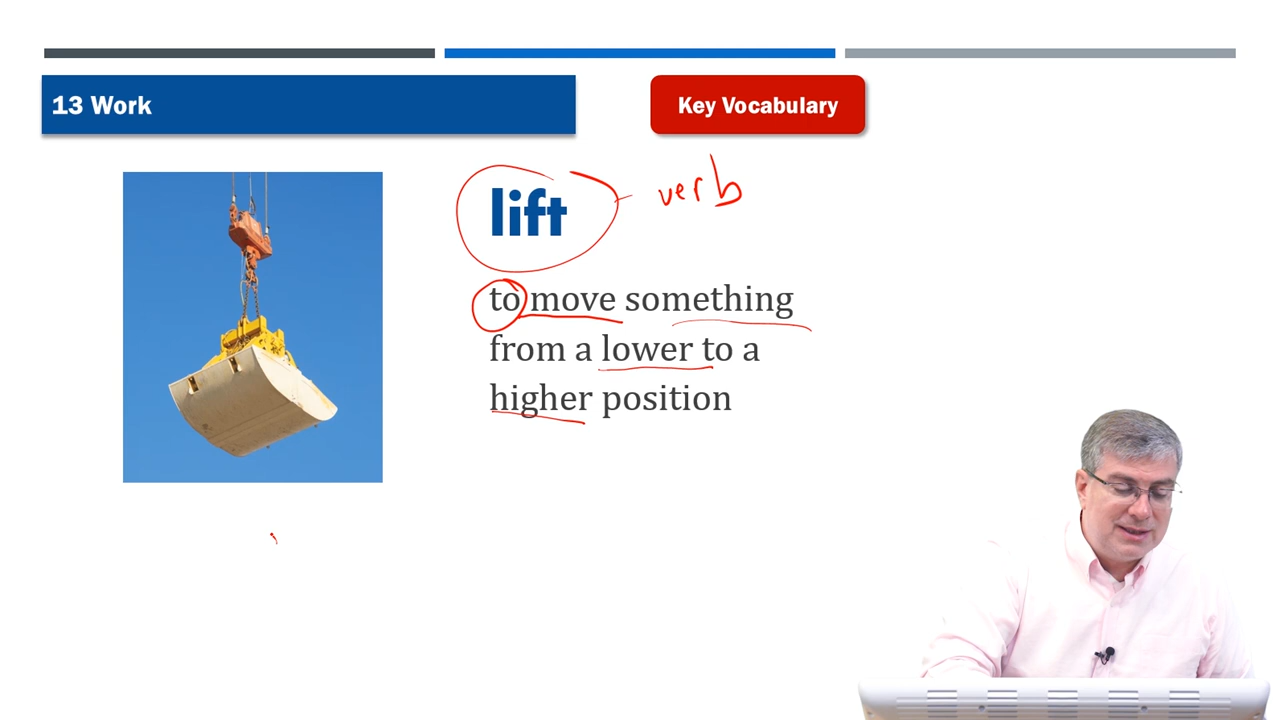 13 Work
Key Vocabulary
lift
verb
to move something
from a lower to a
higher position